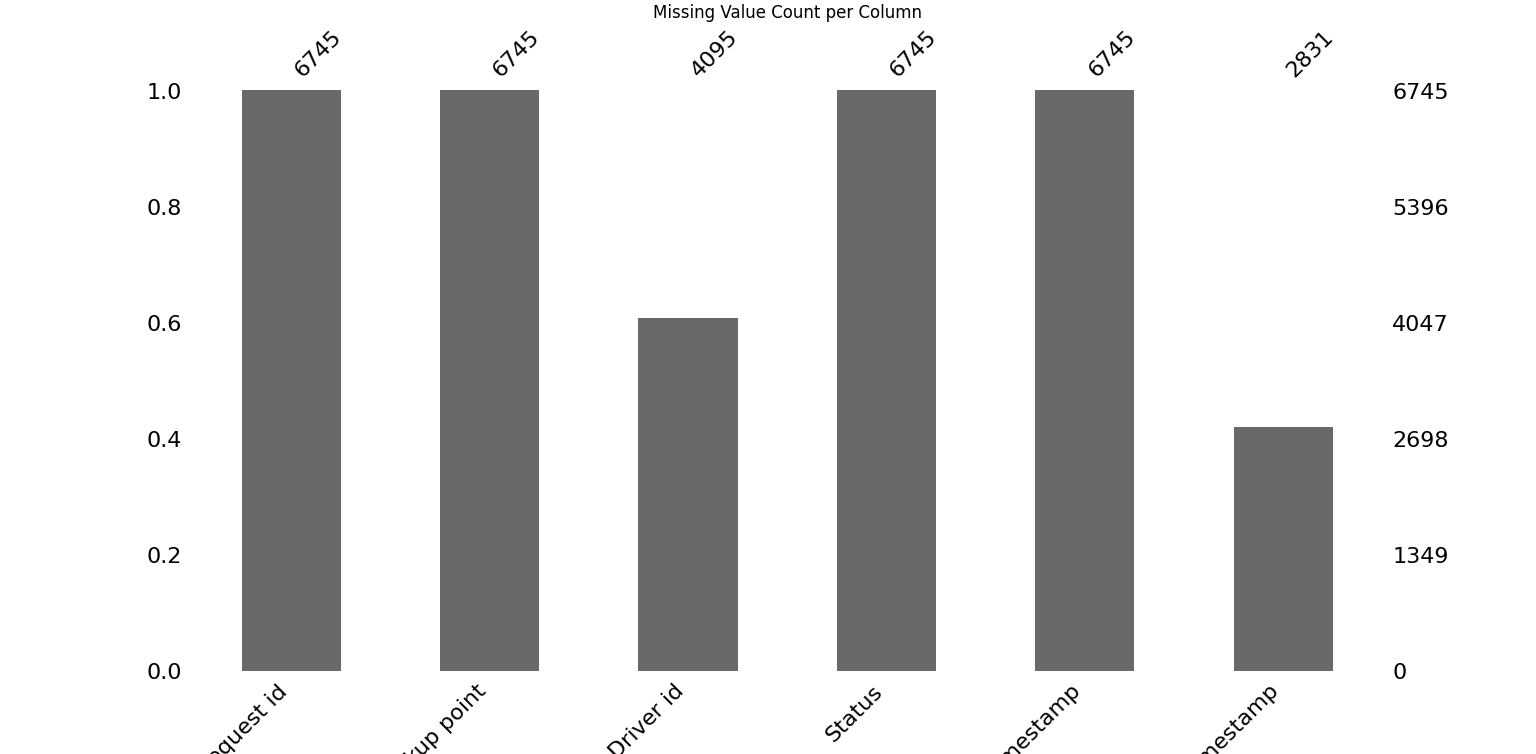 Missing Value Count per Column
6745 6745 4095 6745 6745 2831
1.0 6745
0.8 5396
0.6 4047
0.4 2698
0.2 1349
0.0 0
equest id kup point Driver id Status mestamp mestamp